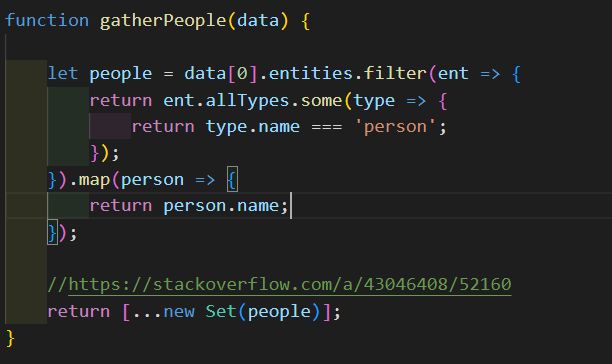 function gatherPeople(data) {
let people = data[0].entities.filter(ent => {
return ent.allTypes.some(type => {
return type.name === 'person';
});
}).map(person => {
return person.name;
});
//https://stackoverflow.com/a/43046408/52160
return [...new Set(people)];
}